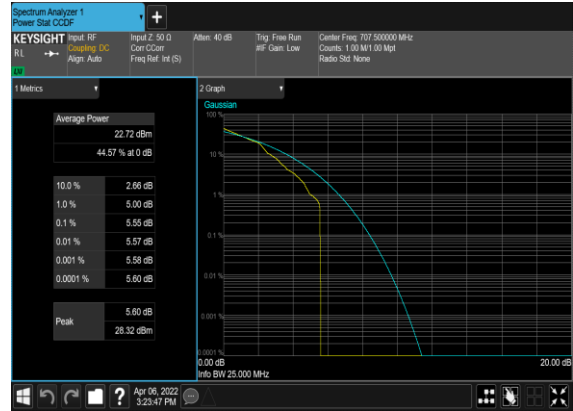 Spectrum Analyzer 1
Power Stat CCDF
KEYSIGHT
Input: RF
Coupling: DC
Align: Auto
Input Z: 50 Ω
Corr CCorr
Freq Ref: Int (S)
Atten: 40 dB
Trig: Free Run
#IF Gain: Low
Center Freq: 707.500000 MHz
Counts: 1.00 M/1.00 Mpt
Radio Std: None
RL
LXI
1 Metrics
Average Power
22.72 dBm
44.57 % at 0 dB
10.0 % 2.66 dB
1.0 % 5.00 dB
0.1 % 5.55 dB
0.01 % 5.57 dB
0.001 % 5.58 dB
0.0001 % 5.60 dB
Peak
5.60 dB
28.32 dBm
2 Graph
Gaussian
100 %
10 %
1 %
0.1 %
0.01 %
0.001 %
0.0001 %
0.00 dB 20.00 dB
Info BW 25.000 MHz
?
Apr 06, 2022
3:23:47 PM